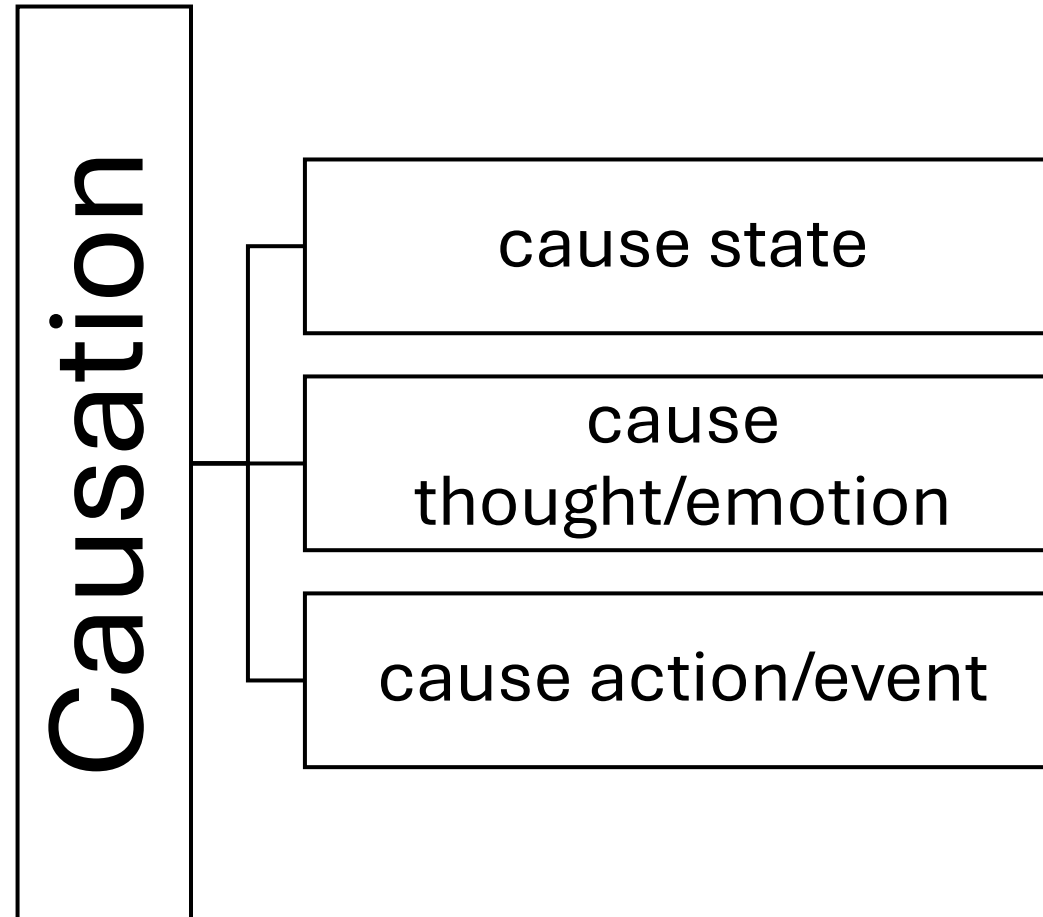 Causation
cause state
cause
thought/emotion
cause action/event